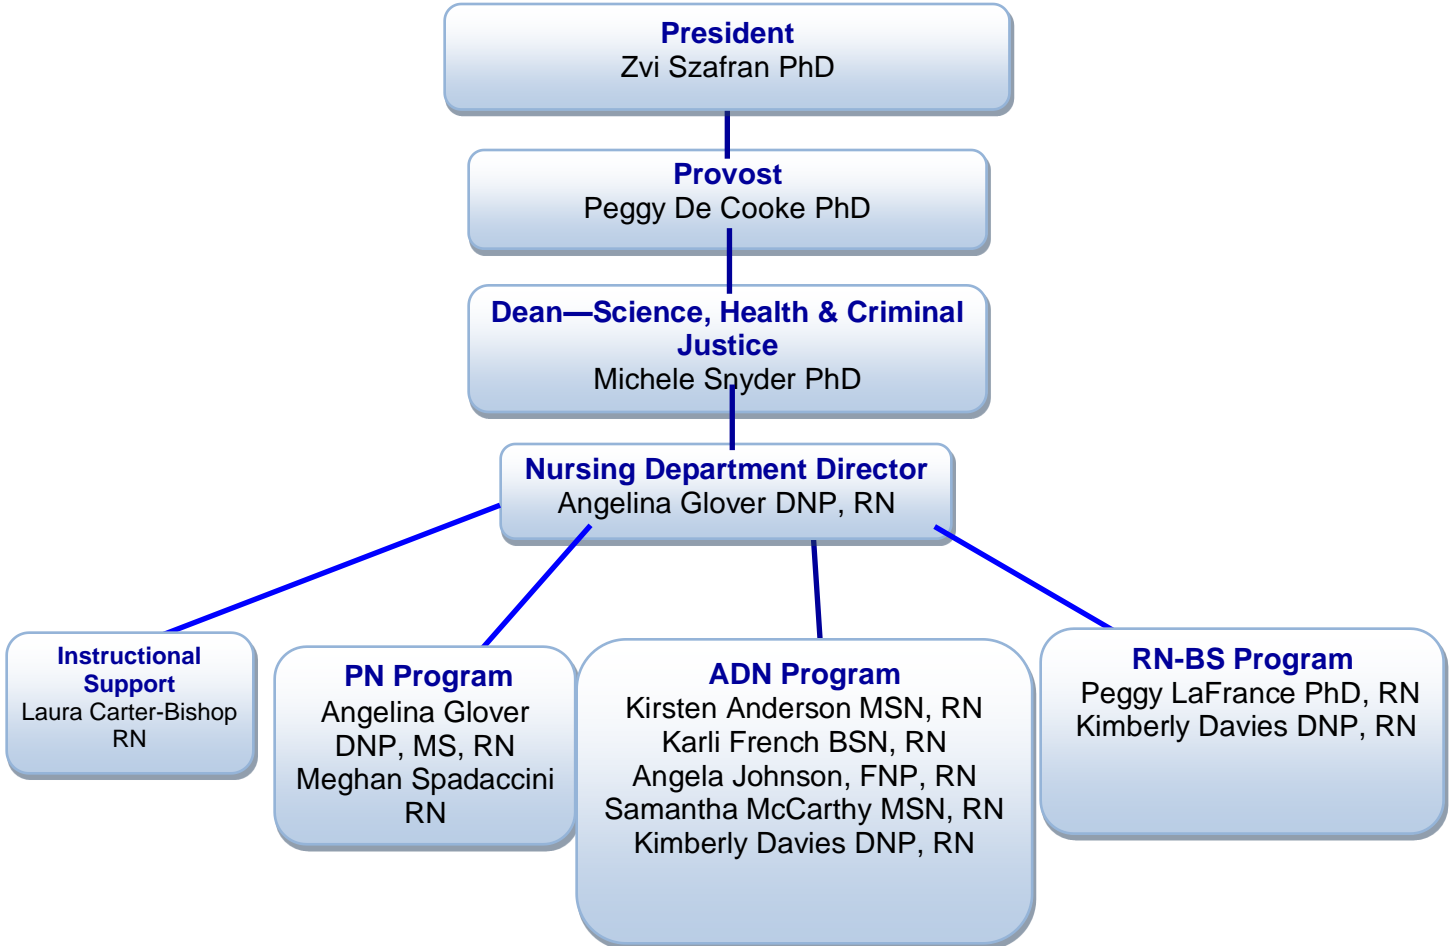 President
Zvi Szafran PhD
Provost
Peggy De Cooke PhD
Dean—Science, Health & Criminal
Justice
Michele Snyder PhD
Nursing Department Director
Angelina Glover DNP, RN
Instructional
Support
Laura Carter-Bishop
RN
PN Program
Angelina Glover
DNP, MS, RN
Meghan Spadaccini
RN
ADN Program
Kirsten Anderson MSN, RN
Karli French BSN, RN
Angela Johnson, FNP, RN
Samantha McCarthy MSN, RN
Kimberly Davies DNP, RN
RN-BS Program
Peggy LaFrance PhD, RN
Kimberly Davies DNP, RN